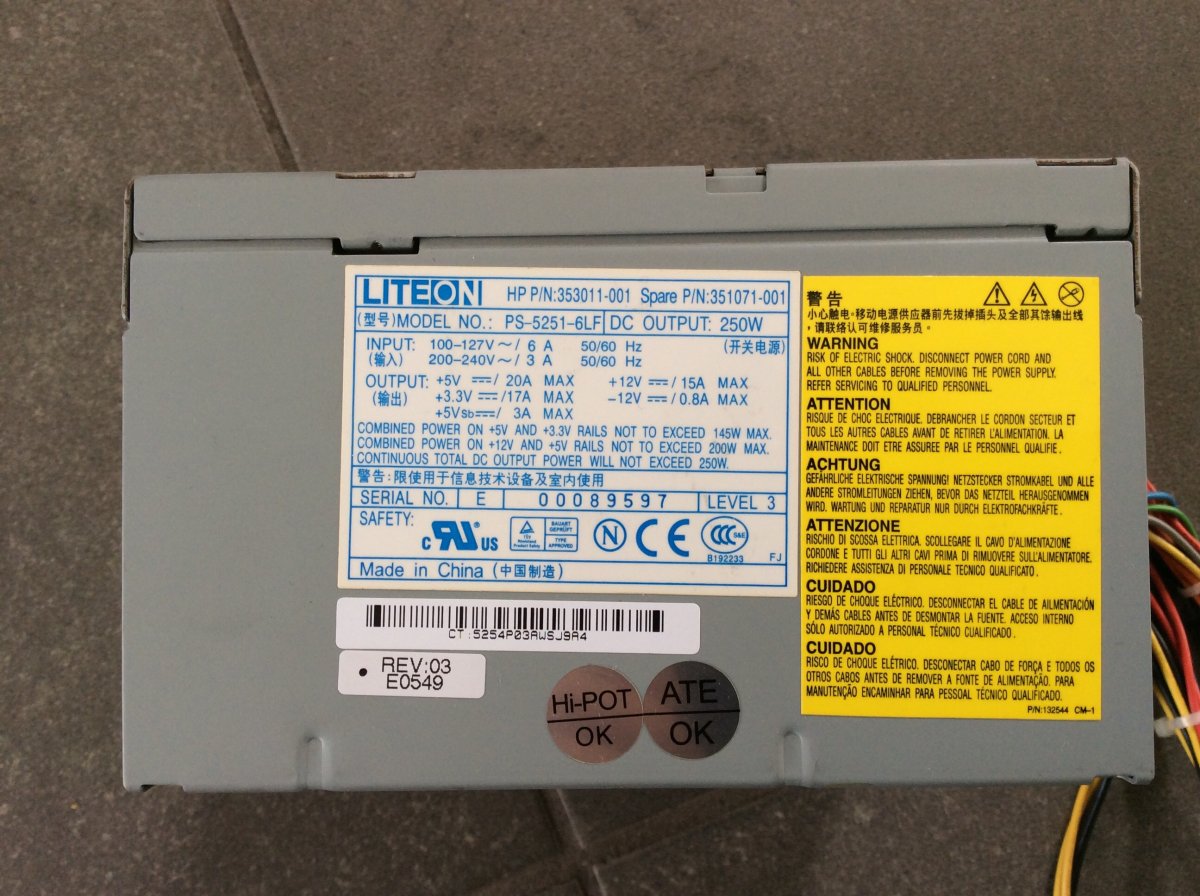 LITEON HP P/N:353011-001 Spare P/N:351071-001
(型号)MODEL NO.: PS-5251-6LF DC OUTPUT: 250W
INPUT: 100-127V～/ 6 A 50/60 Hz (开关电源)
(输入) 200-240V～/ 3 A 50/60 Hz
OUTPUT: +5V ⎓/ 20A MAX +12V ⎓/ 15A MAX
(输出) +3.3V ⎓/17A MAX -12V ⎓/ 0.8A MAX
+5VSb⎓/ 3A MAX
COMBINED POWER ON +5V AND +3.3V RAILS NOT TO EXCEED 145W MAX.
COMBINED POWER ON +12V AND +5V RAILS NOT TO EXCEED 200W MAX.
CONTINUOUS TOTAL DC OUTPUT POWER WILL NOT EXCEED 250W.
警告:限使用于信息技术设备及室内使用
SERIAL NO. E 00089597 LEVEL 3
SAFETY:
c RU ® US
BAUART GEPRÜFT
TYPE APPROVED
N CE CCC S&E
B192233 FJ
Made in China (中国制造)
CT:5254P03AWSJ9A4
REV:03
E0549
Hi-POT
OK
ATE
OK
警告
小心触电。移动电源供应器前先拔掉插头及全部其馀输出线
，请联络认可维修服务员。
WARNING
RISK OF ELECTRIC SHOCK. DISCONNECT POWER CORD AND
ALL OTHER CABLES BEFORE REMOVING THE POWER SUPPLY.
REFER SERVICING TO QUALIFIED PERSONNEL.
ATTENTION
RISQUE DE CHOC ELECTRIQUE. DEBRANCHER LE CORDON SECTEUR ET
TOUS LES AUTRES CABLES AVANT DE RETIRER L'ALIMENTATION. LA
MAINTENANCE DOIT ETRE ASSUREE PAR LE PERSONNEL QUALIFIE.
ACHTUNG
GEFÄHRLICHE ELEKTRISCHE SPANNUNG! NETZSTECKER STROMKABEL UND ALLE
ANDERE STROMLEITUNGEN ZIEHEN, BEVOR DAS NETZTEIL HERAUSGENOMMEN
WIRD. WARTUNG UND REPARATUR NUR DURCH ELEKTROFACHKRÄFTE.
ATTENZIONE
RISCHIO DI SCOSSA ELETTRICA. SCOLLEGARE IL CAVO D'ALIMENTAZIONE
CORDONE E TUTTI GLI ALTRI CAVI PRIMA DI RIMUOVERE SULL'ALIMENTATORE.
RICHIEDERE ASSISTENZA DI PERSONALE TECNICO QUALIFICATO.
CUIDADO
RIESGO DE CHOQUE ELÉCTRICO. DESCONNECTAR EL CABLE DE AILMENTACIÓN
Y DEMÁS CABLES ANTES DE DESMONTAR LA FUENTE. ACCESO INTERNO
SÓLO AUTORIZADO A PERSONAL TÉCNICO CUALIFICADO.
CUIDADO
RISCO DE CHOQUE ELÉTRICO. DESCONECTAR CABO DE FORÇA E TODOS OS
OTROS CABOS ANTES DE REMOVER A FONTE DE ALIMENTAÇÃO. PARA
MANUTENÇÃO ENCAMINHAR PARA PESSOAL TÉCNICO QUALIFICADO.
P/N:132544 CM-1